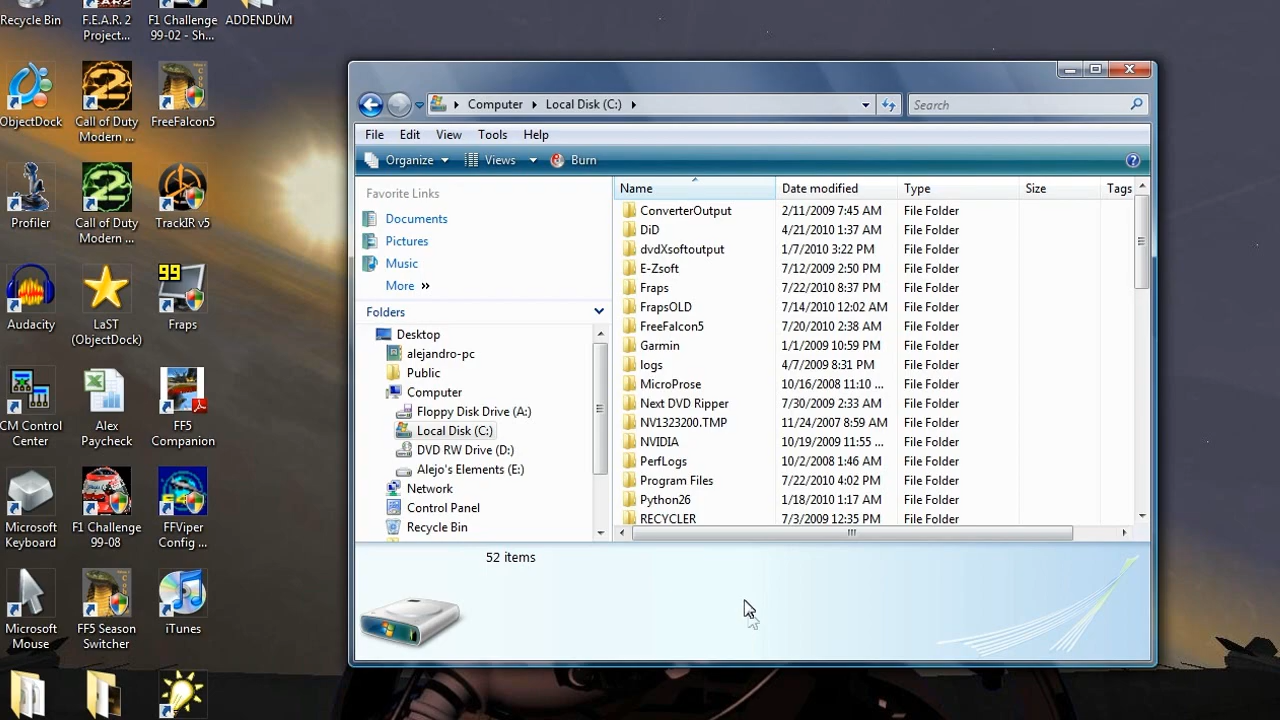 Recycle Bin
F.E.A.R. 2
Project...
F1 Challenge
99-02 - Sh...
ADDENDÚM
ObjectDock
Call of Duty
Modern ...
FreeFalcon5
Profiler
Call of Duty
Modern ...
TrackIR v5
Audacity
LaST
(ObjectDock)
99
Fraps
CM Control
Center
Alex
Paycheck
FF5
Companion
Microsoft
Keyboard
F1 Challenge
99-08
FFViper
Config ...
Microsoft
Mouse
FF5 Season
Switcher
iTunes
Computer
Local Disk (C:)
Search
File Edit View Tools Help
Organize Views Burn
Favorite Links
Documents
Pictures
Music
More »
Folders
Desktop
alejandro-pc
Public
Computer
Floppy Disk Drive (A:)
Local Disk (C:)
DVD RW Drive (D:)
Alejo's Elements (E:)
Network
Control Panel
Recycle Bin
Name Date modified Type Size Tags
ConverterOutput 2/11/2009 7:45 AM File Folder
DiD 4/21/2010 1:37 AM File Folder
dvdXsoftoutput 1/7/2010 3:22 PM File Folder
E-Zsoft 7/12/2009 2:50 PM File Folder
Fraps 7/22/2010 8:37 PM File Folder
FrapsOLD 7/14/2010 12:02 AM File Folder
FreeFalcon5 7/20/2010 2:38 AM File Folder
Garmin 1/1/2009 10:59 PM File Folder
logs 4/7/2009 8:31 PM File Folder
MicroProse 10/16/2008 11:10 ... File Folder
Next DVD Ripper 7/30/2009 2:33 AM File Folder
NV1323200.TMP 11/24/2007 8:59 AM File Folder
NVIDIA 10/19/2009 11:55 ... File Folder
PerfLogs 10/2/2008 1:46 AM File Folder
Program Files 7/22/2010 4:02 PM File Folder
Python26 1/18/2010 1:17 AM File Folder
RECYCLER 7/3/2009 12:35 PM File Folder
52 items